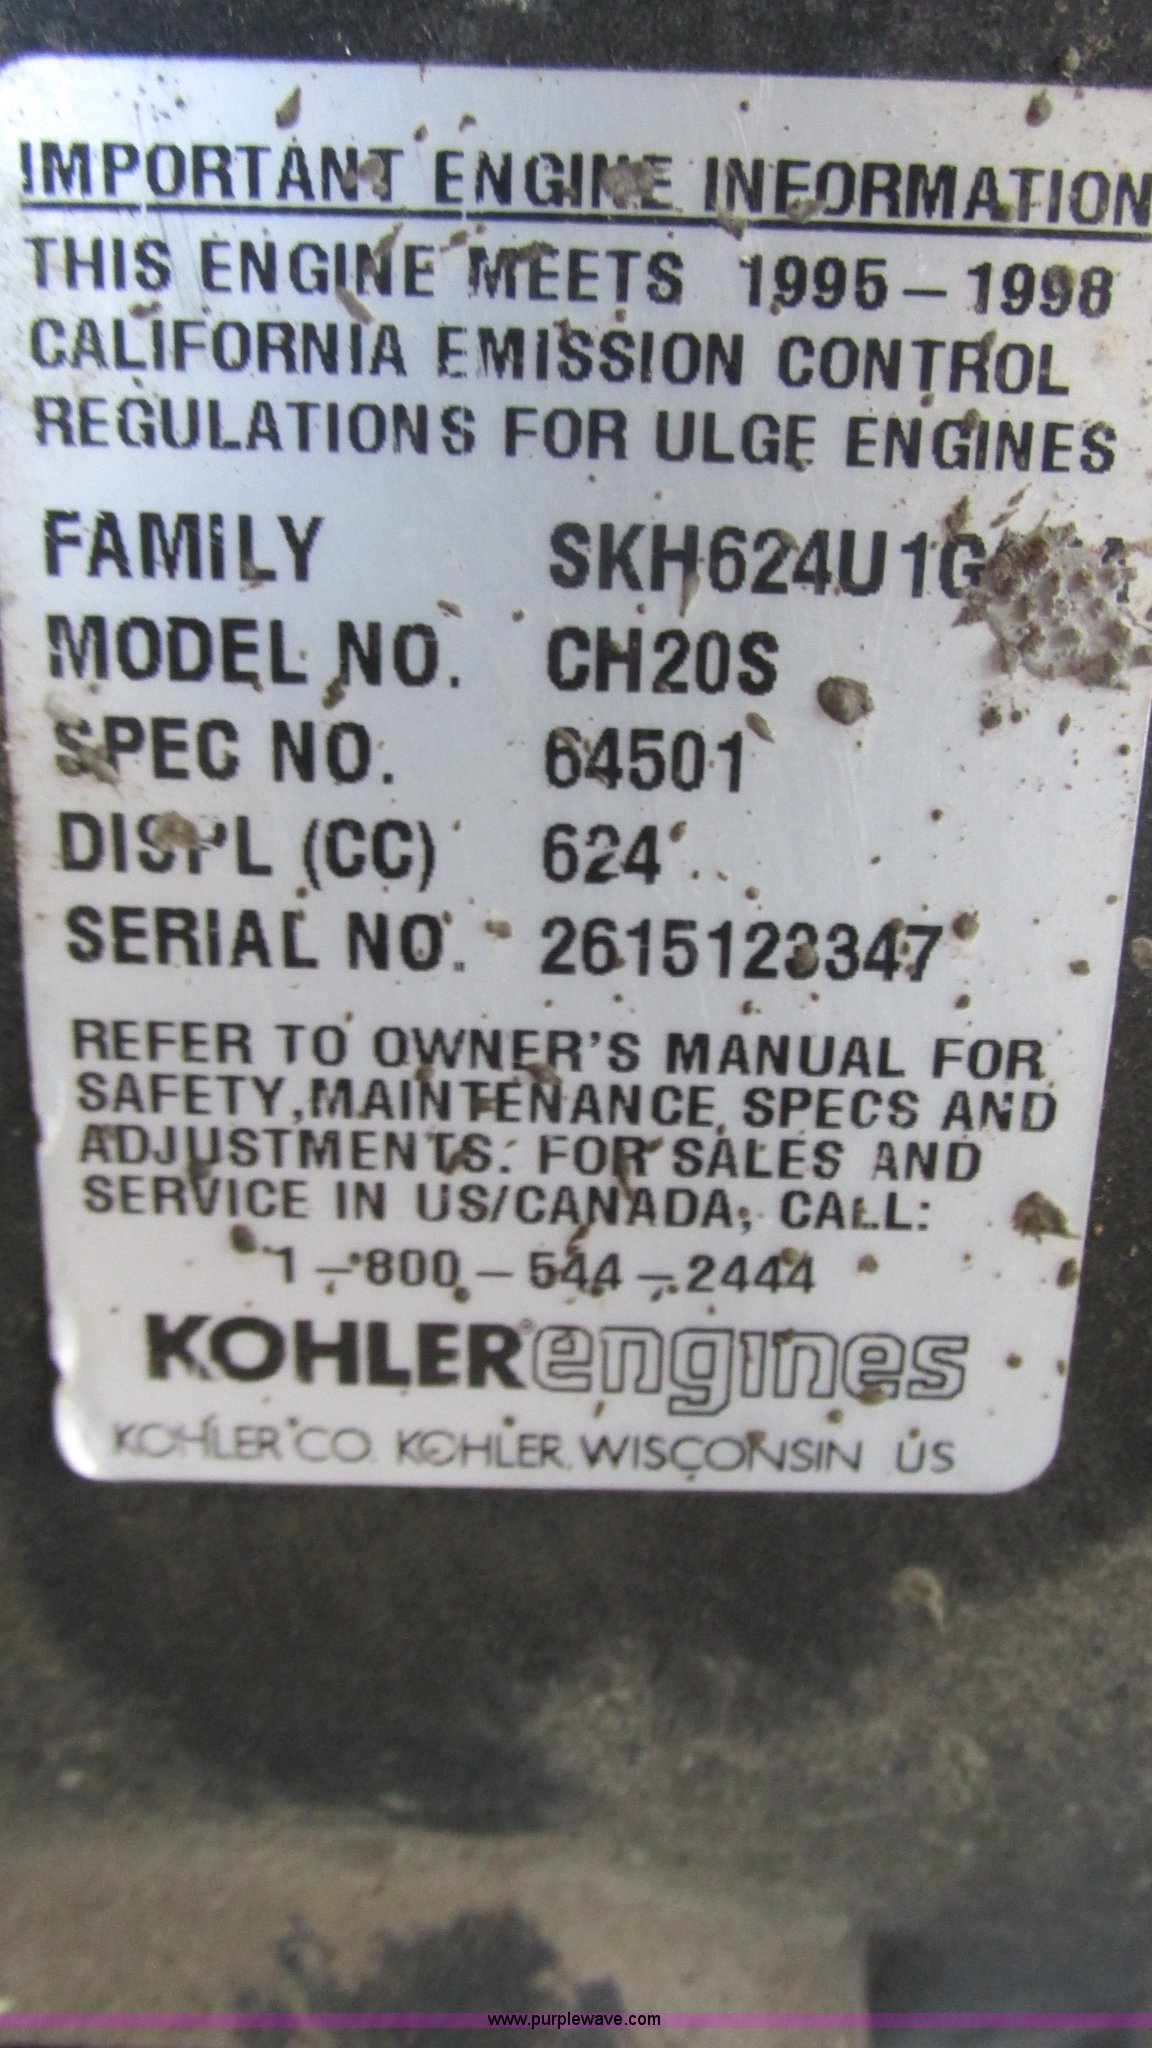 IMPORTANT ENGINE INFORMATION
THIS ENGINE MEETS 1995-1998
CALIFORNIA EMISSION CONTROL
REGULATIONS FOR ULGE ENGINES
FAMILY
MODEL NO. CH20S
SPEC NO. 64501
DISPL (CC) 624
SERIAL NO. 2615123347
REFER TO OWNER'S MANUAL FOR
SAFETY, MAINTENANCE SPECS AND
ADJUSTMENTS. FOR SALES AND
SERVICE IN US/CANADA, CALL:
1-800-544-2444
KOHLER® engines
KOHLER CO. KOHLER, WISCONSIN US
www.purplewave.com